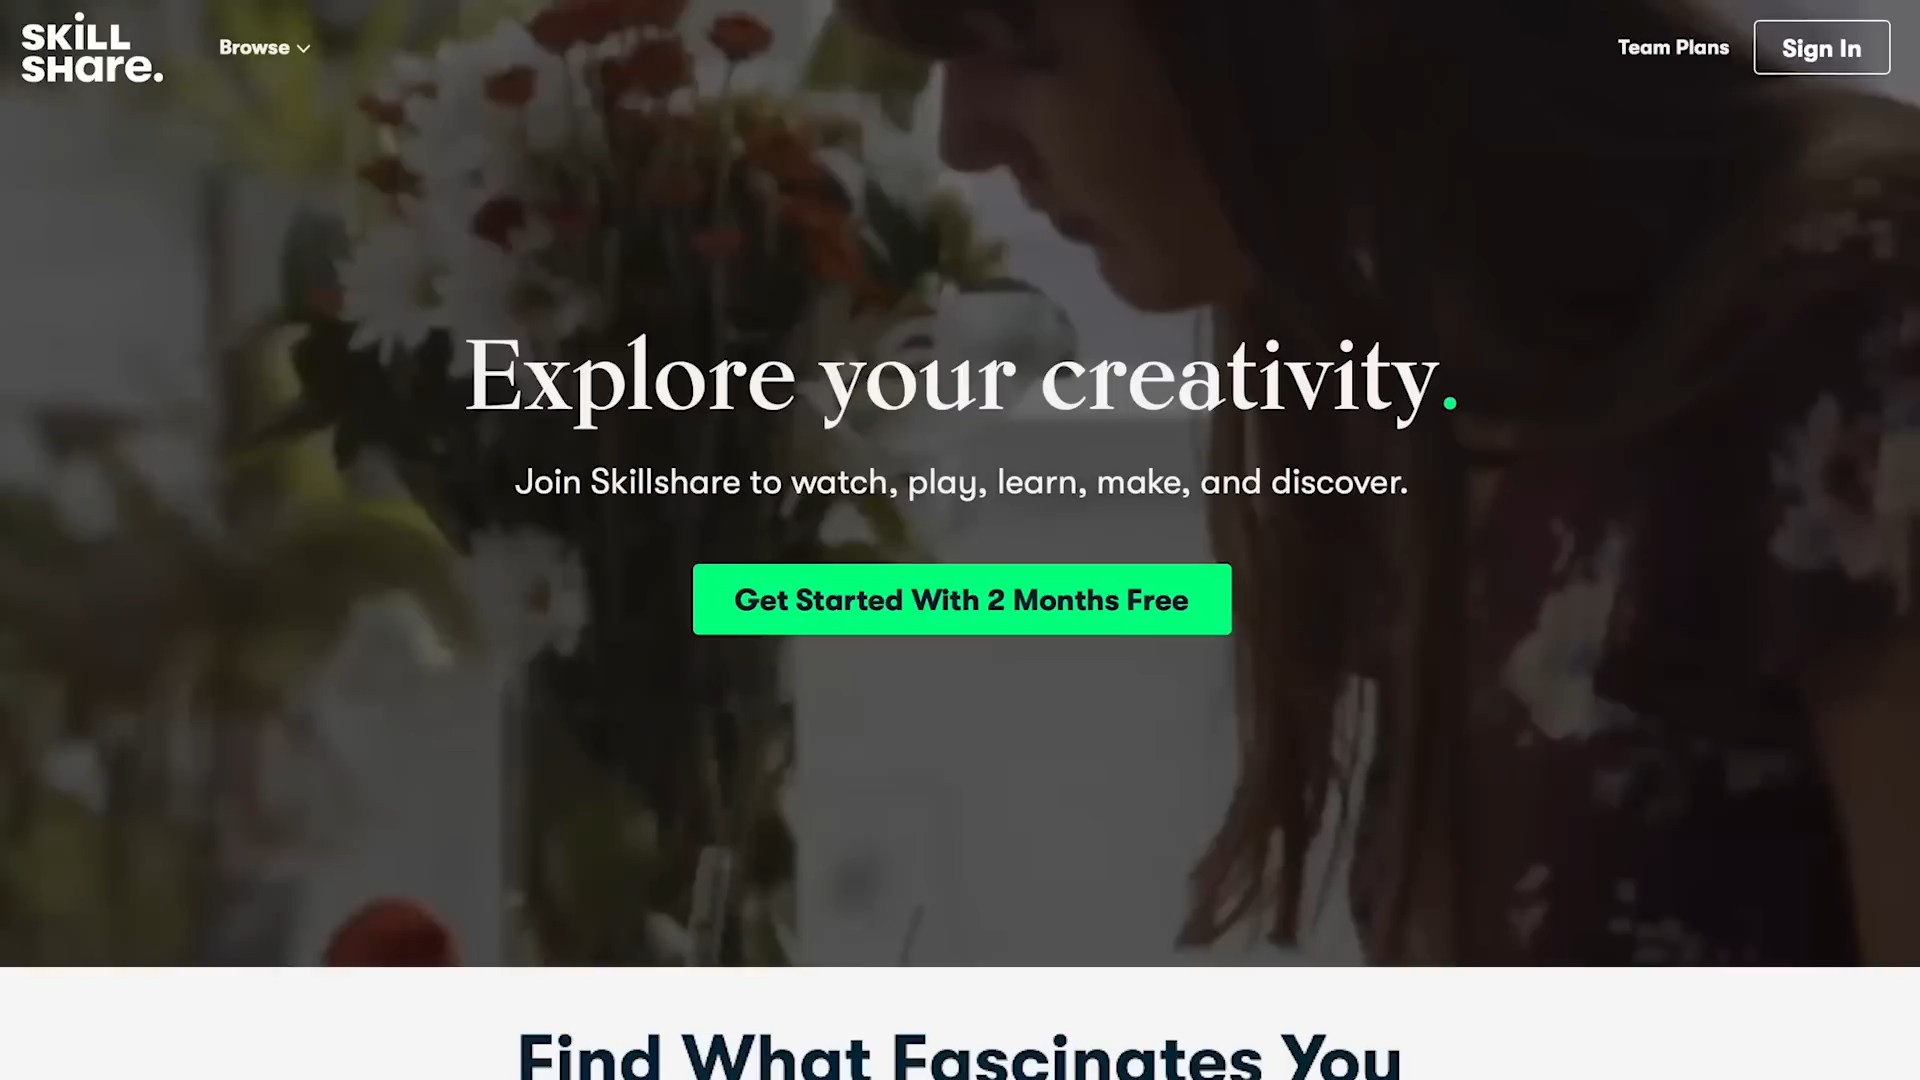 SKiLL
SHare.
Browse
Team Plans
Sign In
Explore your creativity.
Join Skillshare to watch, play, learn, make, and discover.
Get Started With 2 Months Free
Find What Fascinates You